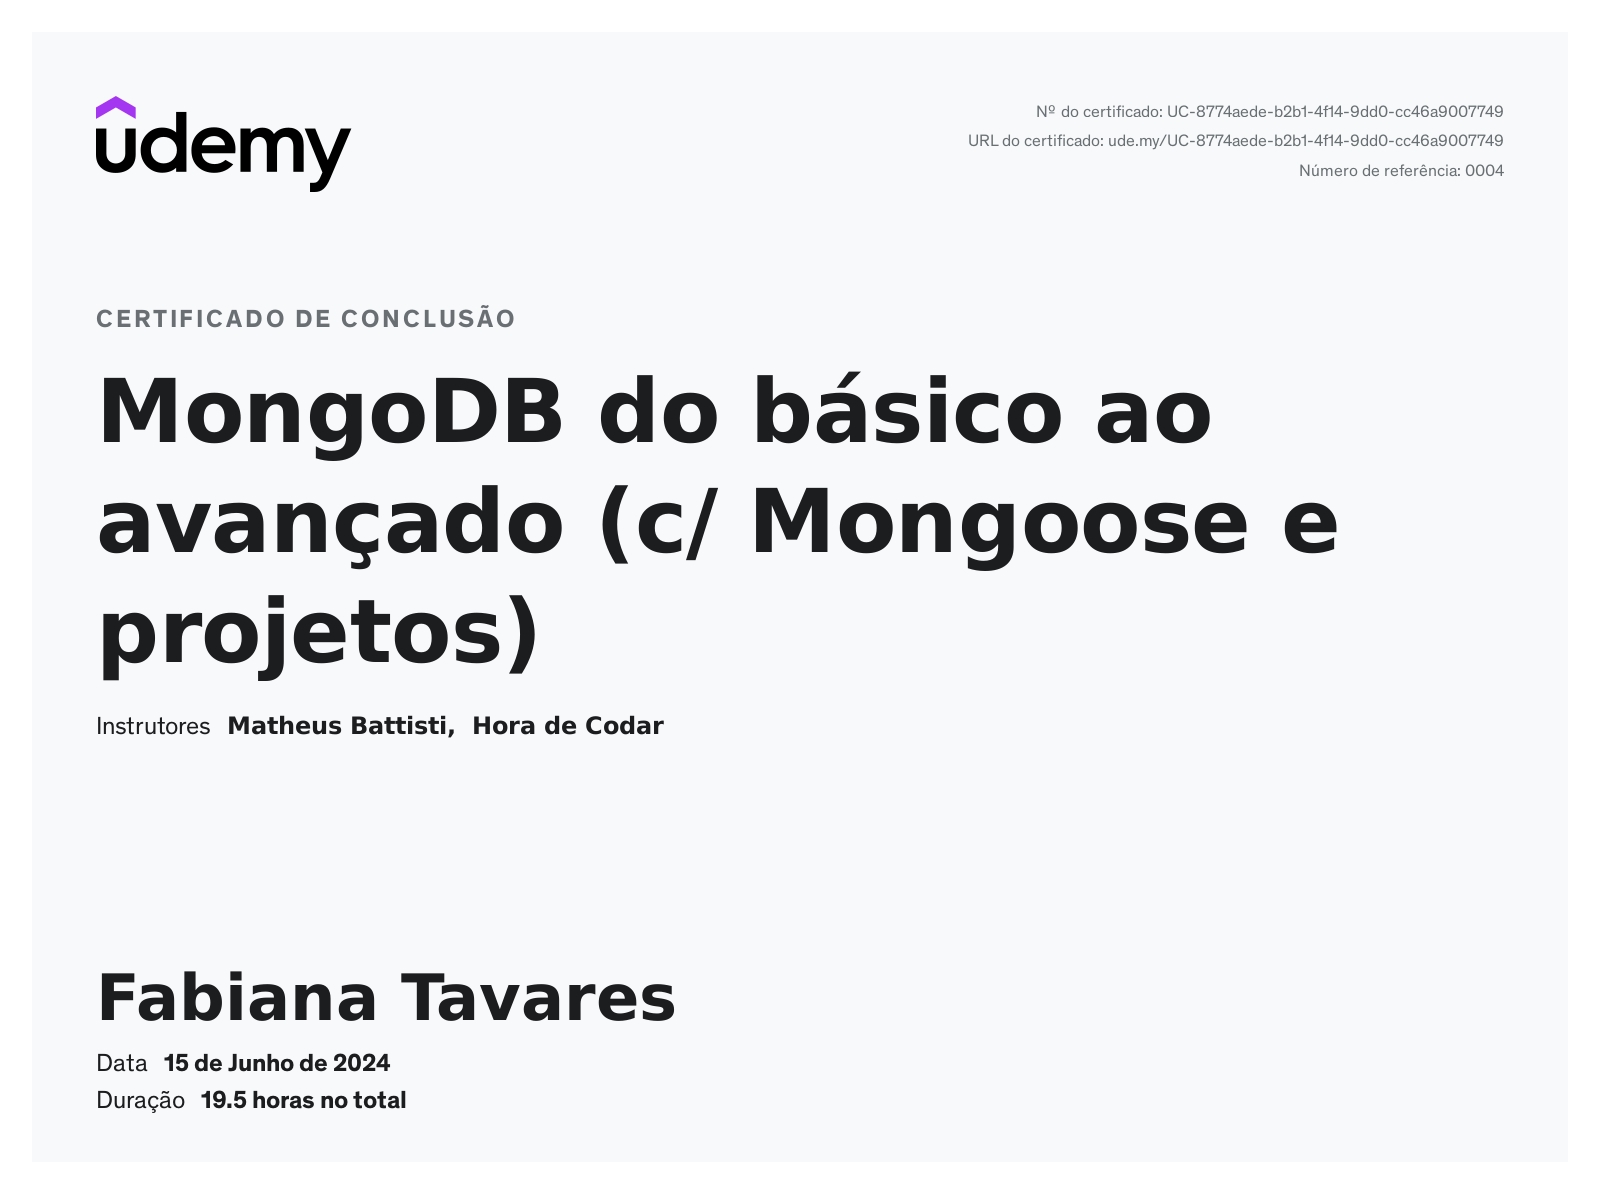 udemy
Nº do certificado: UC-8774aede-b2b1-4f14-9dd0-cc46a9007749
URL do certificado: ude.my/UC-8774aede-b2b1-4f14-9dd0-cc46a9007749
Número de referência: 0004
CERTIFICADO DE CONCLUSÃO
MongoDB do básico ao
avançado (c/ Mongoose e
projetos)
Instrutores Matheus Battisti, Hora de Codar
Fabiana Tavares
Data 15 de Junho de 2024
Duração 19.5 horas no total